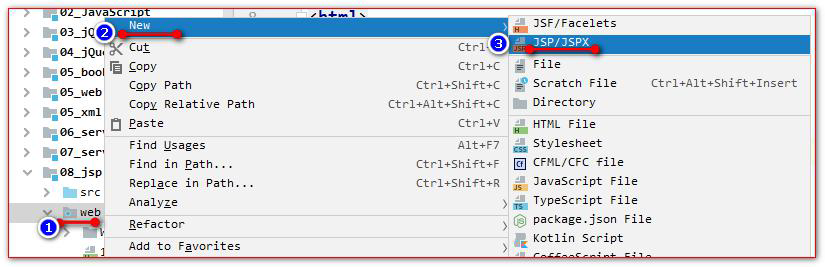 02_JavaScript
03_jQ
04_jQue
05_boo
05_web
05_xml
06_ser
07_serv
08_jsp
src
web
1
2
New
Cut
Ctrl+
Copy
Ctrl+C
Copy Path
Ctrl+Shift+C
Copy Relative Path
Ctrl+Alt+Shift+C
Paste
Ctrl+V
Find Usages
Alt+F7
Find in Path...
Ctrl+Shift+F
Replace in Path...
Ctrl+Shift+R
Analyze
Refactor
Add to Favorites
8
<html>
3
JSF/Facelets
JSP/JSPX
File
Scratch File
Ctrl+Alt+Shift+Insert
Directory
HTML File
Stylesheet
CFML/CFC file
JavaScript File
TypeScript File
package.json File
Kotlin Script
CoffeeScript File